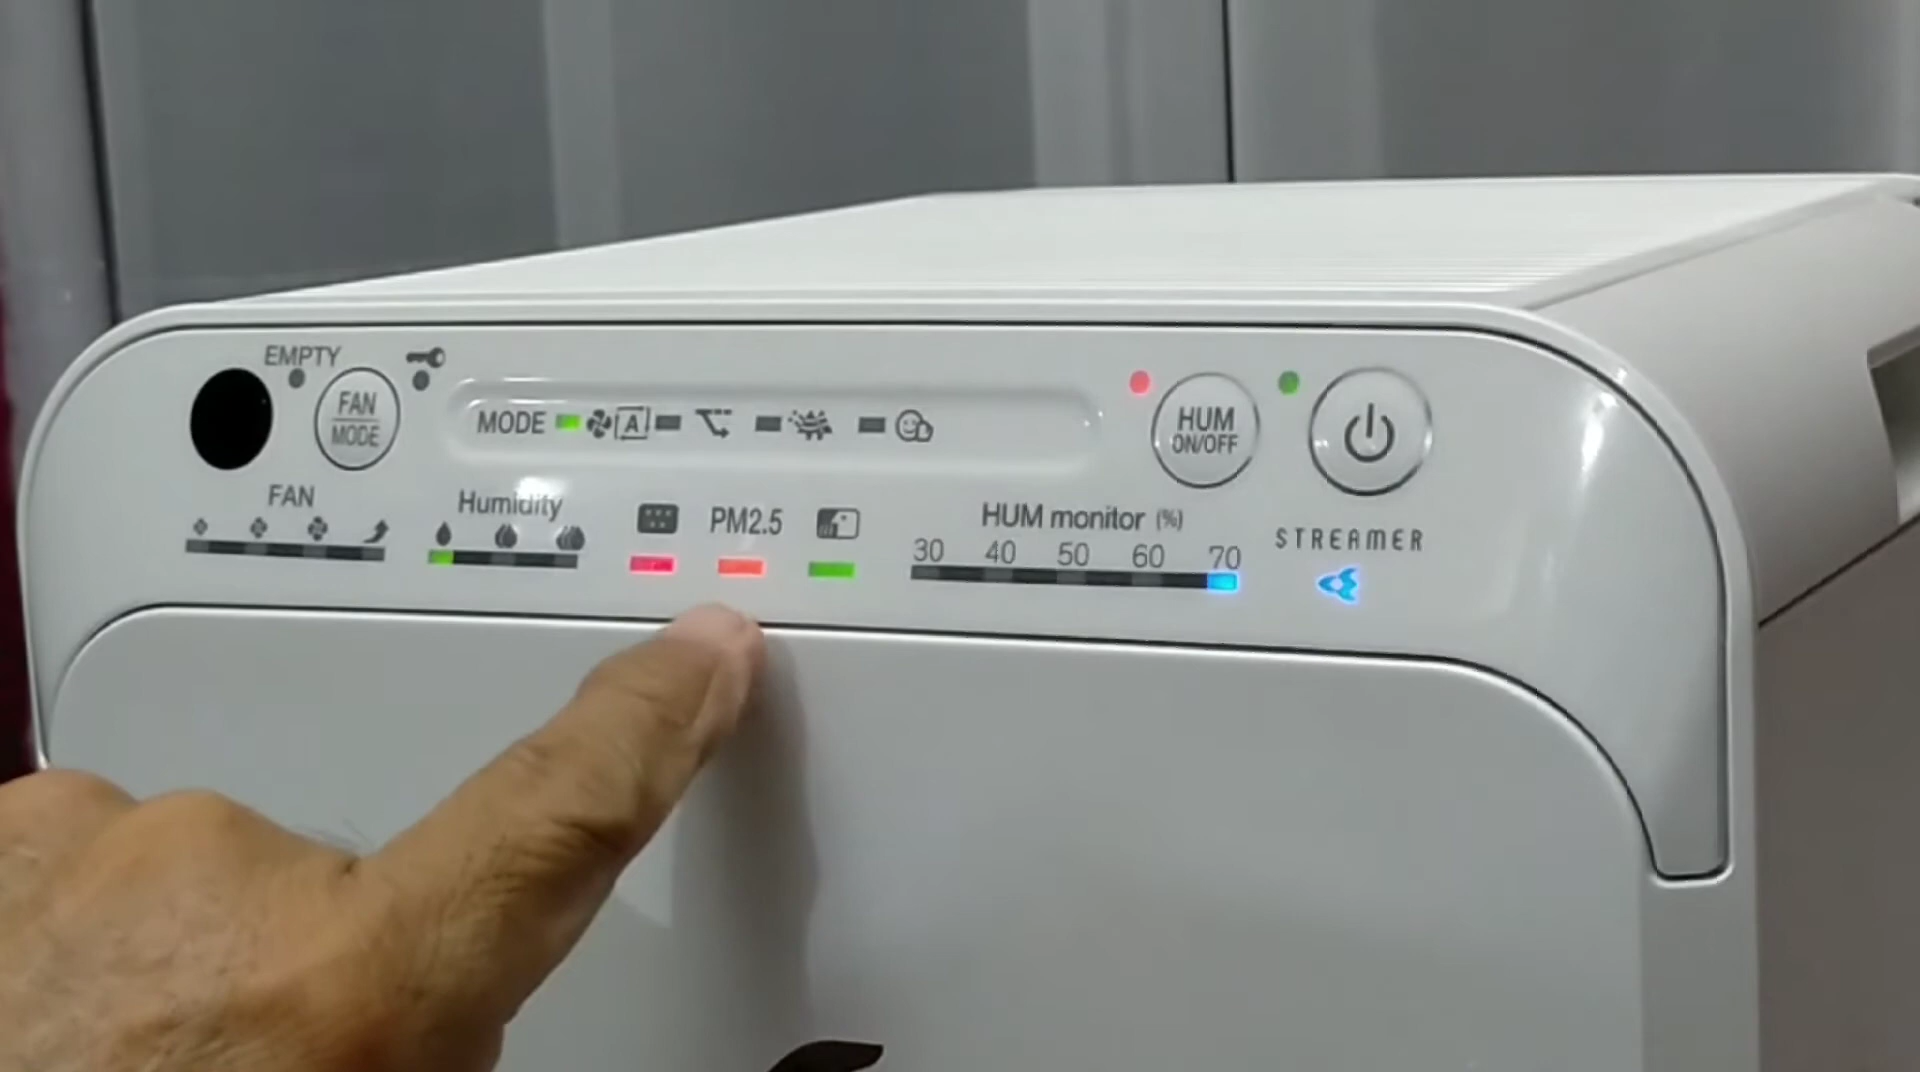 EMPTY
FAN
MODE
MODE
A
HUM
ON/OFF
FAN
Humidity
PM2.5
HUM monitor (%)
30 40 50 60 70
STREAMER